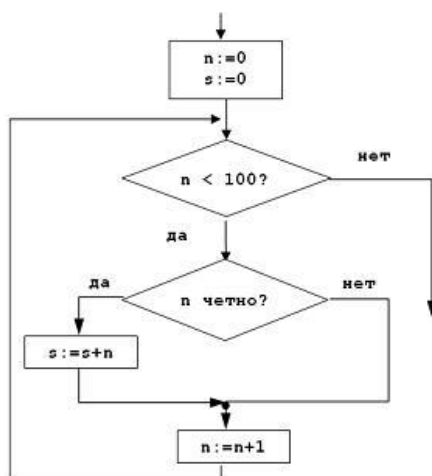 n:=0
s:=0
нет
n < 100?
да
да
нет
n четно?
s:=s+n
n:=n+1